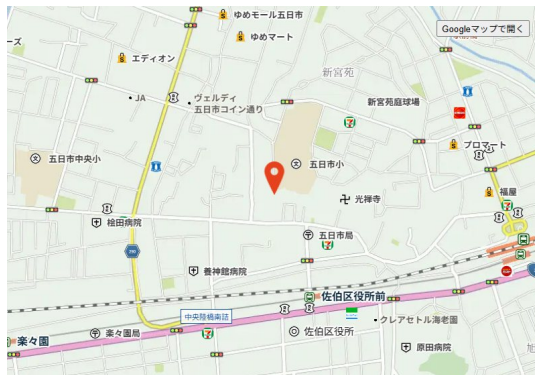 ゆめモール五日市
ゆめマート
Googleマップで開く
ーズ
エディオン
新宮苑
JA
ヴェルディ
五日市コイン通り
新宮苑庭球場
五日市中央小
五日市小
プロマート
光禅寺
福屋
桧田病院
五日市局
290
養神館病院
佐伯区役所前
中央陸橋南詰
クレアセトル海老園
楽々園
楽々園局
佐伯区役所
原田病院
旭